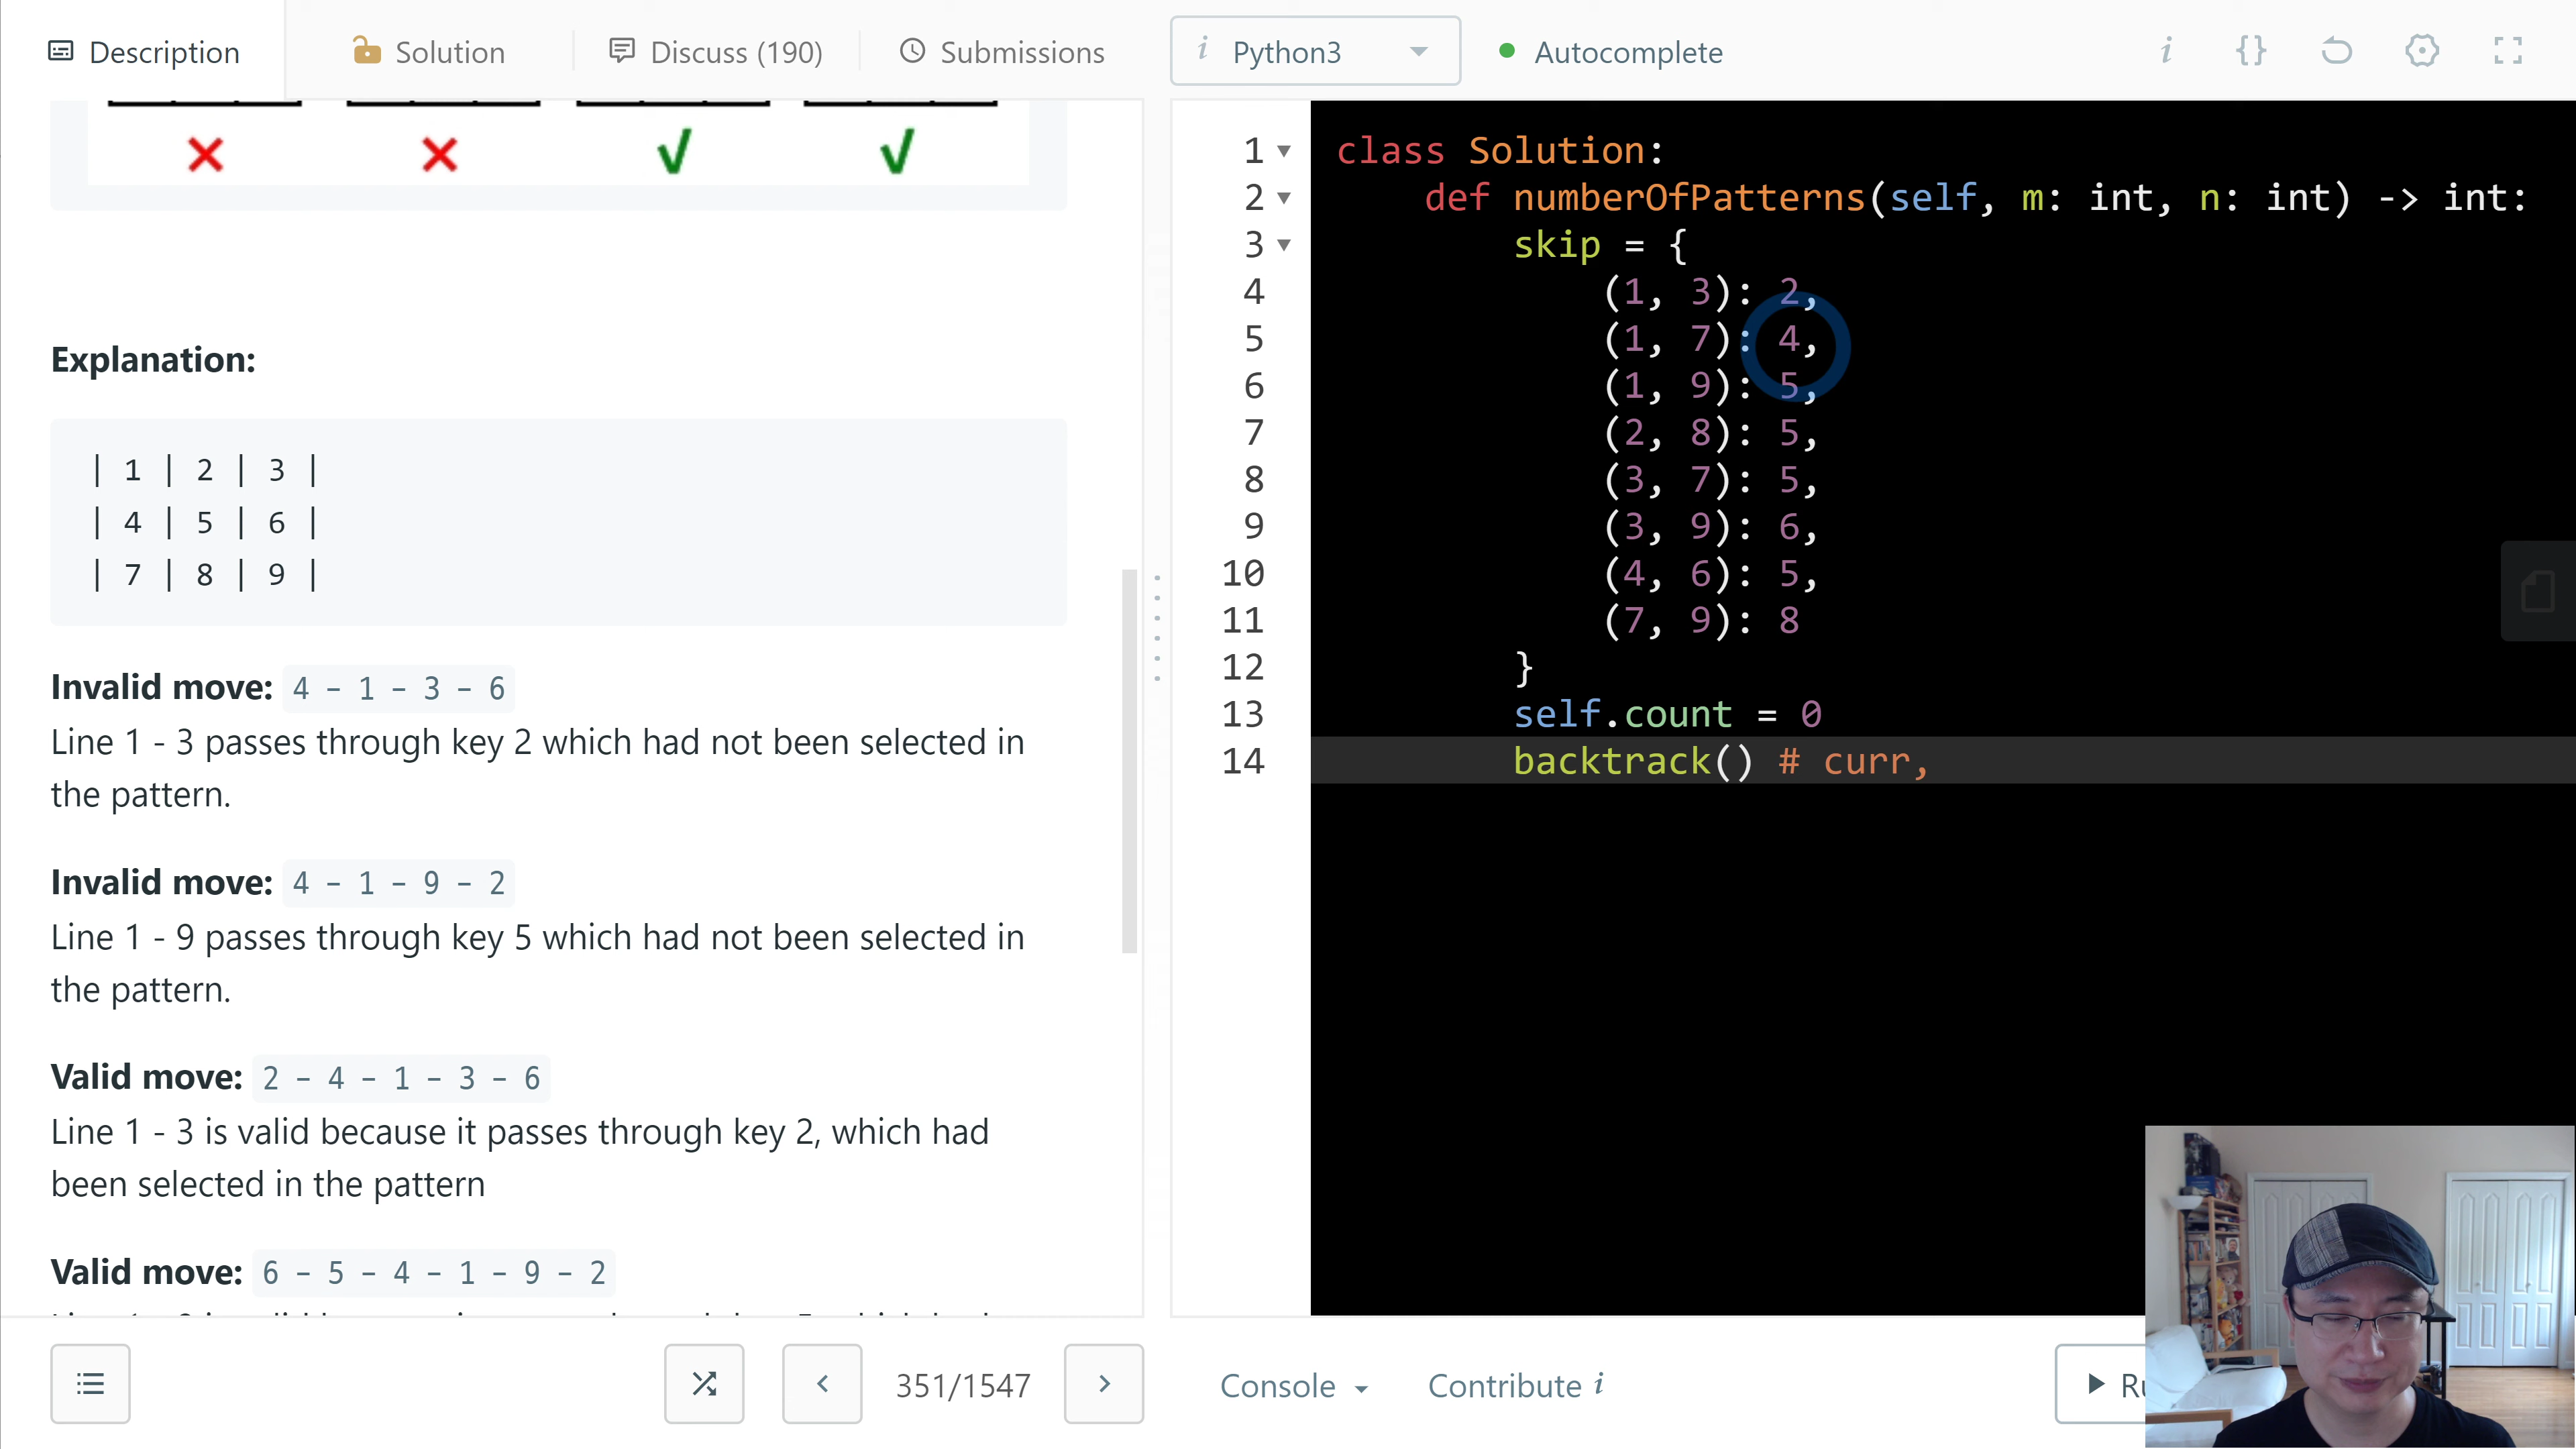 Description
Solution
Discuss (190)
Submissions
i Python3
Autocomplete
i {}
Explanation:
| 1 | 2 | 3 |
| 4 | 5 | 6 |
| 7 | 8 | 9 |
Invalid move: 4 - 1 - 3 - 6
Line 1 - 3 passes through key 2 which had not been selected in
the pattern.
Invalid move: 4 - 1 - 9 - 2
Line 1 - 9 passes through key 5 which had not been selected in
the pattern.
Valid move: 2 - 4 - 1 - 3 - 6
Line 1 - 3 is valid because it passes through key 2, which had
been selected in the pattern
Valid move: 6 - 5 - 4 - 1 - 9 - 2
1 class Solution:
2 def numberOfPatterns(self, m: int, n: int) -> int:
3 skip = {
4 (1, 3): 2,
5 (1, 7): 4,
6 (1, 9): 5,
7 (2, 8): 5,
8 (3, 7): 5,
9 (3, 9): 6,
10 (4, 6): 5,
11 (7, 9): 8
12 }
13 self.count = 0
14 backtrack() # curr,
351/1547
Console
Contribute i